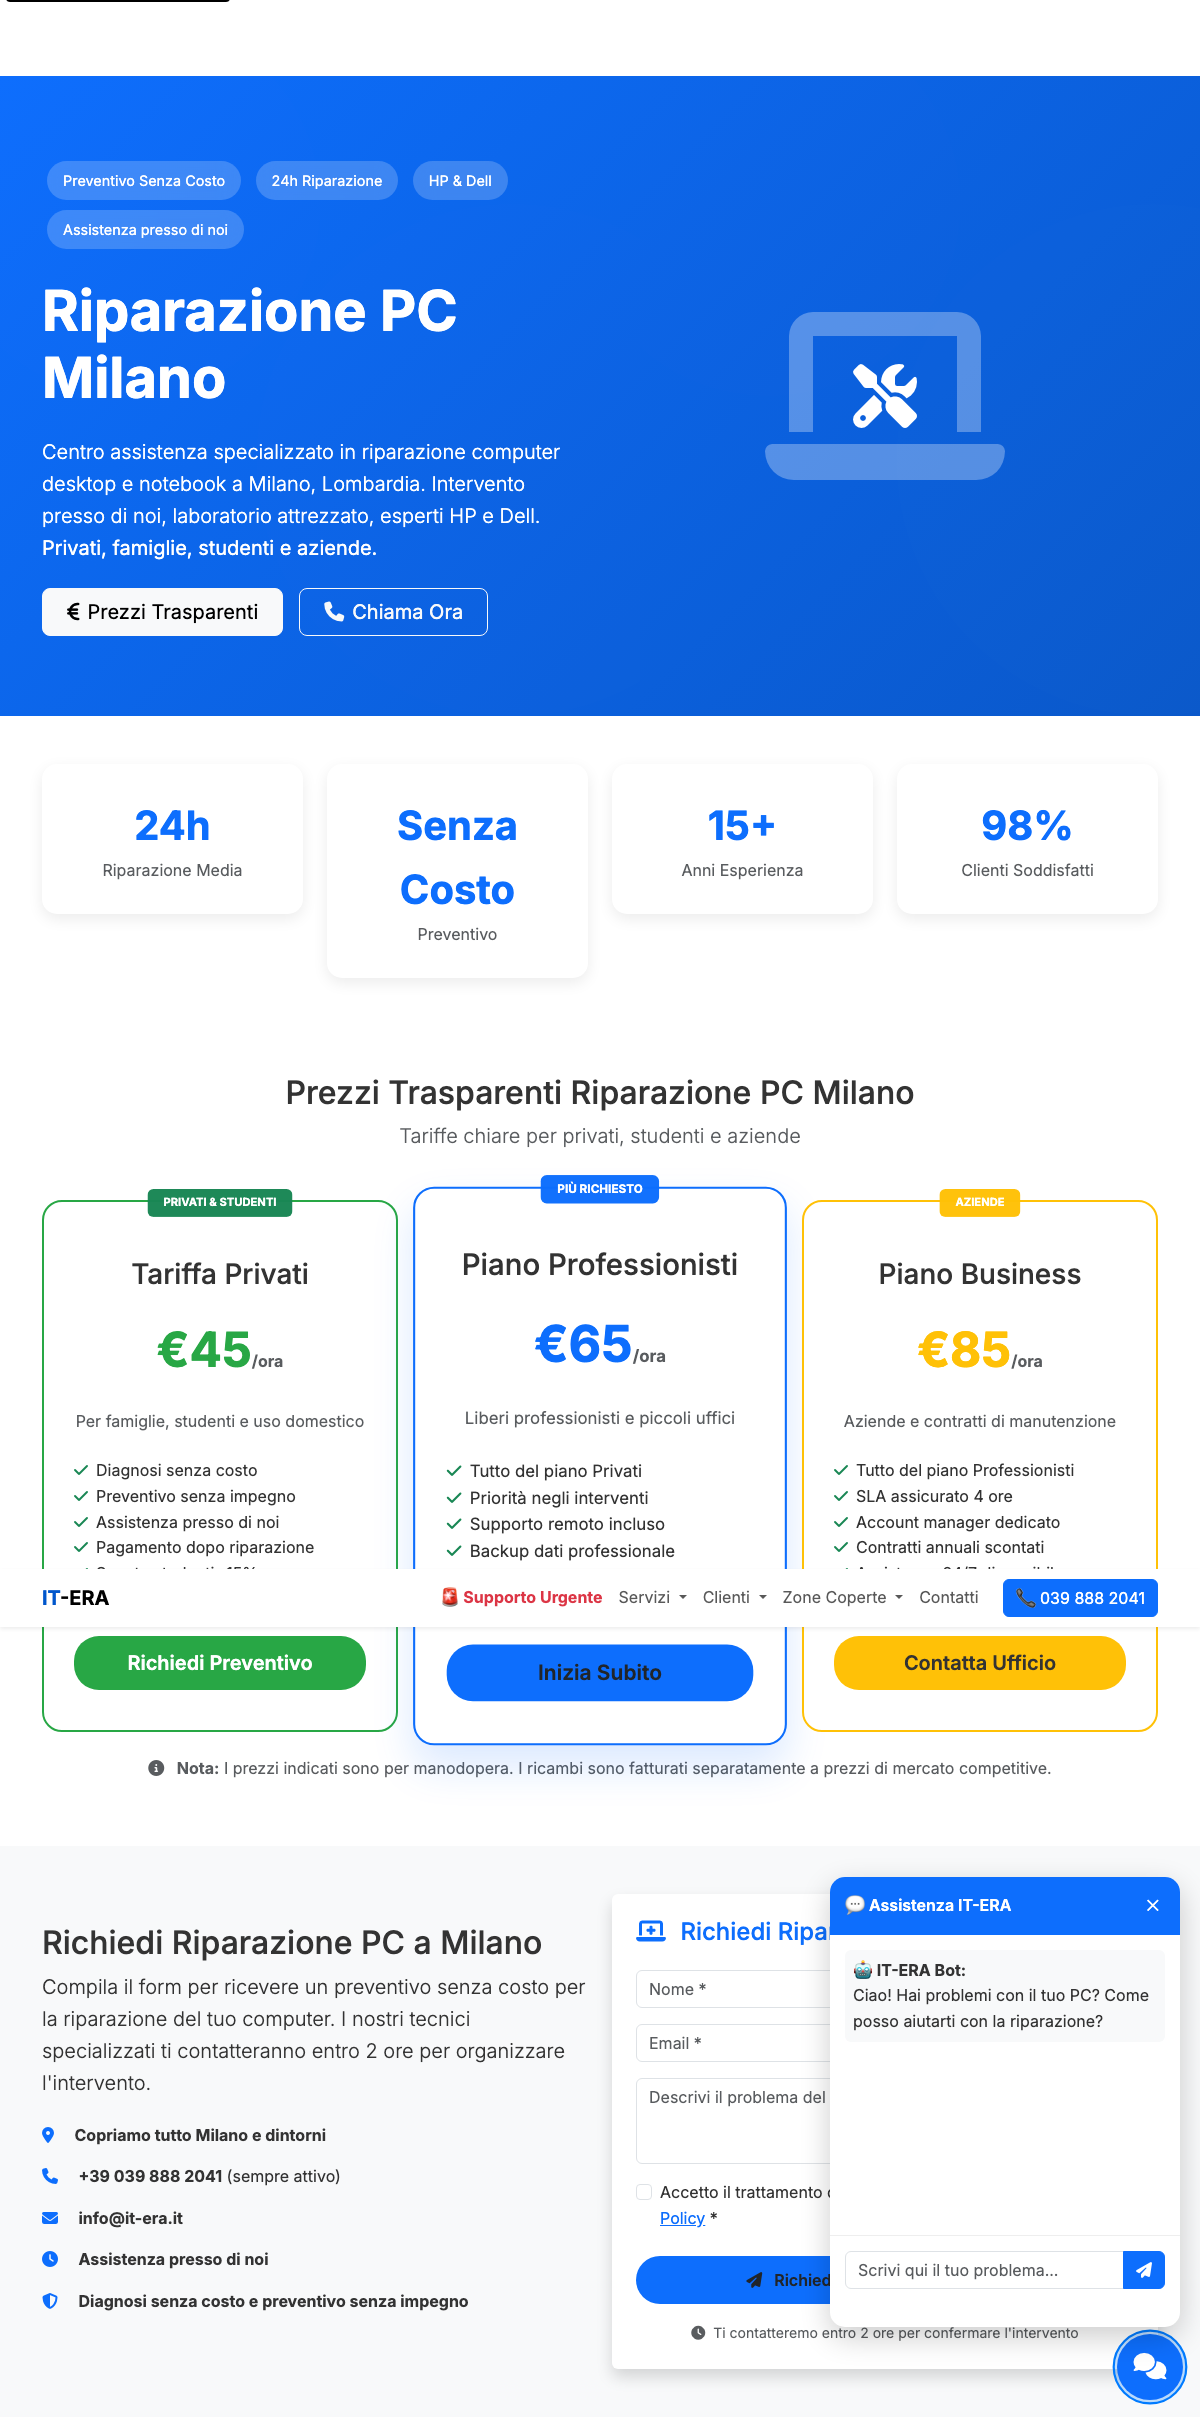 Preventivo Senza Costo
24h Riparazione
HP & Dell
Assistenza presso di noi
Riparazione PC
Milano
Centro assistenza specializzato in riparazione computer
desktop e notebook a Milano, Lombardia. Intervento
presso di noi, laboratorio attrezzato, esperti HP e Dell.
Privati, famiglie, studenti e aziende.
€ Prezzi Trasparenti
Chiama Ora
24h
Riparazione Media
Senza
Costo
Preventivo
15+
Anni Esperienza
98%
Clienti Soddisfatti
Prezzi Trasparenti Riparazione PC Milano
Tariffe chiare per privati, studenti e aziende
PRIVATI & STUDENTI
Tariffa Privati
€45/ora
Per famiglie, studenti e uso domestico
Diagnosi senza costo
Preventivo senza impegno
Assistenza presso di noi
Pagamento dopo riparazione
Richiedi Preventivo
PIÙ RICHIESTO
Piano Professionisti
€65/ora
Liberi professionisti e piccoli uffici
Tutto del piano Privati
Priorità negli interventi
Supporto remoto incluso
Backup dati professionale
Inizia Subito
AZIENDE
Piano Business
€85/ora
Aziende e contratti di manutenzione
Tutto del piano Professionisti
SLA assicurato 4 ore
Account manager dedicato
Contratti annuali scontati
Contatta Ufficio
IT-ERA
🚨 Supporto Urgente
Servizi
Clienti
Zone Coperte
Contatti
📞 039 888 2041
Nota: I prezzi indicati sono per manodopera. I ricambi sono fatturati separatamente a prezzi di mercato competitive.
Richiedi Riparazione PC a Milano
Compila il form per ricevere un preventivo senza costo per
la riparazione del tuo computer. I nostri tecnici
specializzati ti contatteranno entro 2 ore per organizzare
l'intervento.
Copriamo tutto Milano e dintorni
+39 039 888 2041 (sempre attivo)
info@it-era.it
Assistenza presso di noi
Diagnosi senza costo e preventivo senza impegno
Richiedi
Nome *
Email *
Descrivi il problema del
Accetto il trattamento
Policy *
Ti contatteremo entro 2 ore per confermare l'intervento
💬 Assistenza IT-ERA
🤖 IT-ERA Bot:
Ciao! Hai problemi con il tuo PC? Come
posso aiutarti con la riparazione?
Scrivi qui il tuo problema...